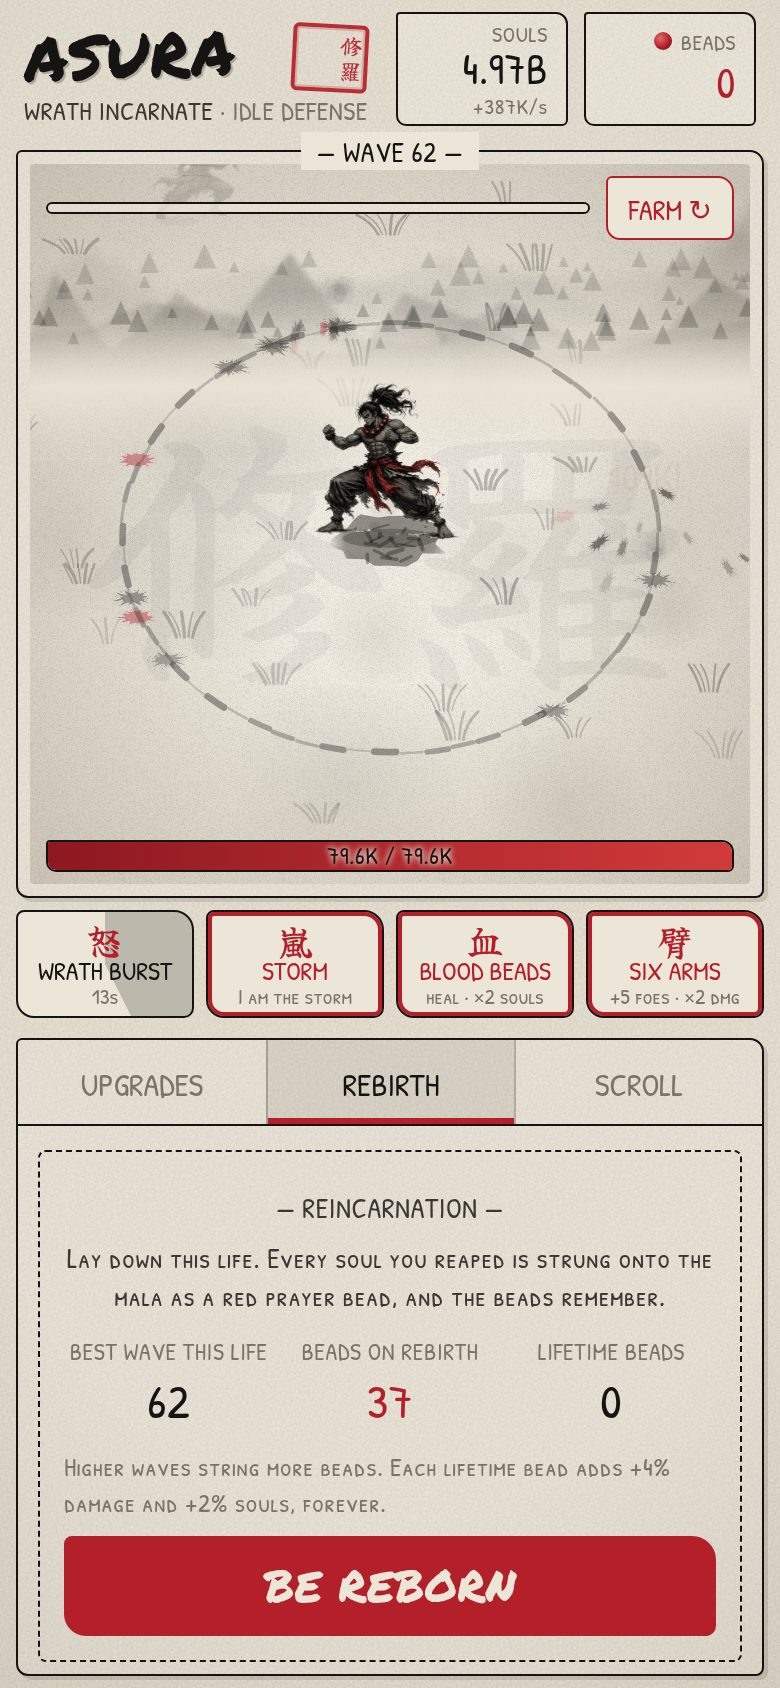 ASURA
修
羅
WRATH INCARNATE · IDLE DEFENSE
SOULS
4.97B
+387K/s
BEADS
0
— WAVE 62 —
FARM ↻
修羅
79.6K / 79.6K
怒
WRATH BURST
13s
嵐
STORM
I AM THE STORM
血
BLOOD BEADS
HEAL · ×2 SOULS
臂
SIX ARMS
+5 FOES · ×2 DMG
UPGRADES
REBIRTH
SCROLL
— REINCARNATION —
Lay down this life. Every soul you reaped is strung onto the
mala as a red prayer bead, and the beads remember.
BEST WAVE THIS LIFE
BEADS ON REBIRTH
LIFETIME BEADS
62
37
0
Higher waves string more beads. Each lifetime bead adds +4%
damage and +2% souls, forever.
BE REBORN